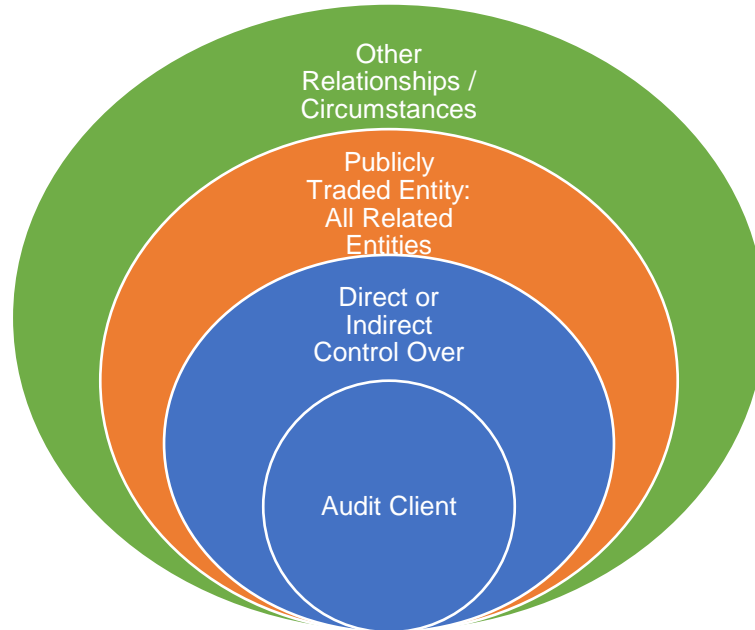 Other
Relationships /
Circumstances
Publicly
Traded Entity:
All Related
Entities
Direct or
Indirect
Control Over
Audit Client